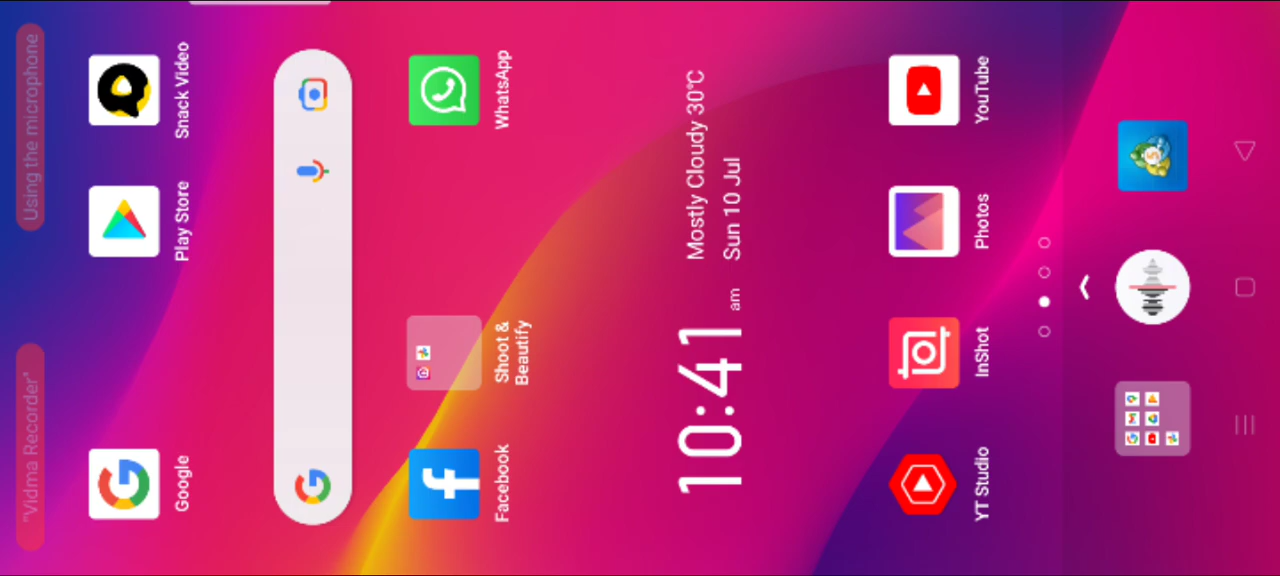 "Vidma Recorder" Using the microphone
Google
Play Store
Snack Video
Facebook
Shoot &
Beautify
WhatsApp
10:41 am
Mostly Cloudy 30°C
Sun 10 Jul
YT Studio
InShot
Photos
YouTube